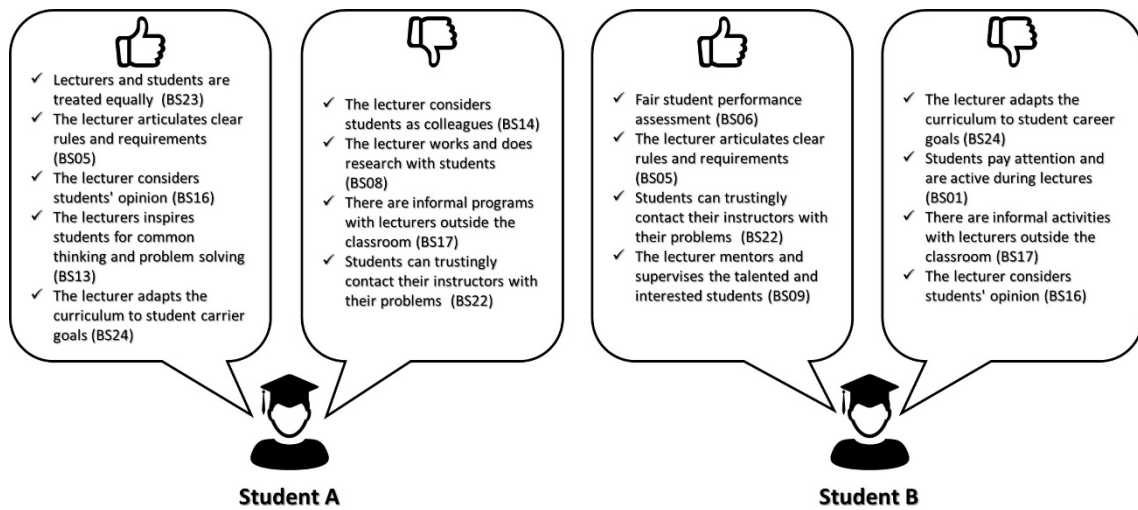 ✓ Lecturers and students are
treated equally (BS23)
✓ The lecturer articulates clear
rules and requirements
(BS05)
✓ The lecturer considers
students' opinion (BS16)
✓ The lecturers inspires
students for common
thinking and problem solving
(BS13)
✓ The lecturer adapts the
curriculum to student carrier
goals (BS24)
✓ The lecturer considers
students as colleagues (BS14)
✓ The lecturer works and does
research with students
(BS08)
✓ There are informal programs
with lecturers outside the
classroom (BS17)
✓ Students can trustingly
contact their instructors with
their problems (BS22)
Student A
✓ Fair student performance
assessment (BS06)
✓ The lecturer articulates clear
rules and requirements
(BS05)
✓ Students can trustingly
contact their instructors with
their problems (BS22)
✓ The lecturer mentors and
supervises the talented and
interested students (BS09)
✓ The lecturer adapts the
curriculum to student career
goals (BS24)
✓ Students pay attention and
are active during lectures
(BS01)
✓ There are informal activities
with lecturers outside the
classroom (BS17)
✓ The lecturer considers
students' opinion (BS16)
Student B